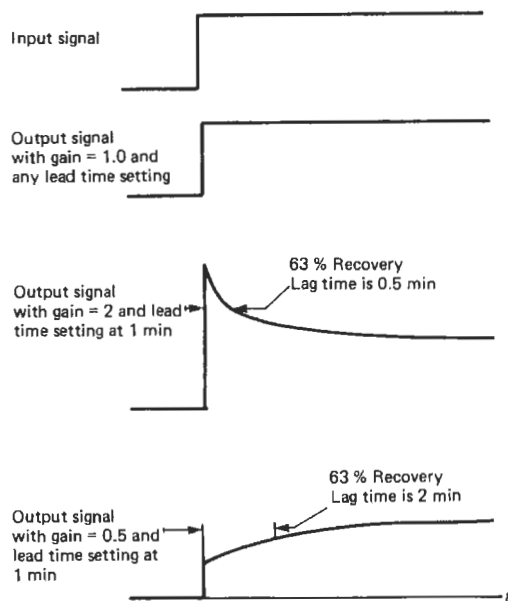 Input signal
Output signal
with gain = 1.0 and
any lead time setting
63 % Recovery
Lag time is 0.5 min
Output signal
with gain = 2 and lead
time setting at 1 min
63 % Recovery
Lag time is 2 min
Output signal
with gain = 0.5 and
lead time setting at
1 min